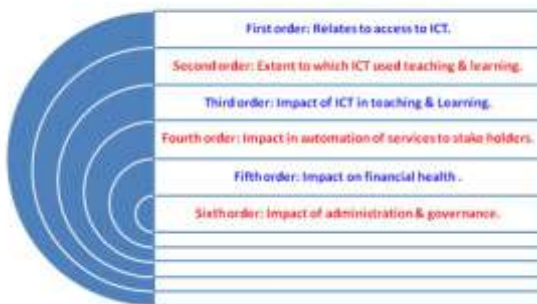 First order: Relates to access to ICT.
Second order: Extent to which ICT used teaching & learning.
Third order: Impact of ICT in teaching & Learning.
Fourth order: Impact in automation of services to stake holders.
Fifth order: Impact on financial health .
Sixth order: Impact of administration & governance.